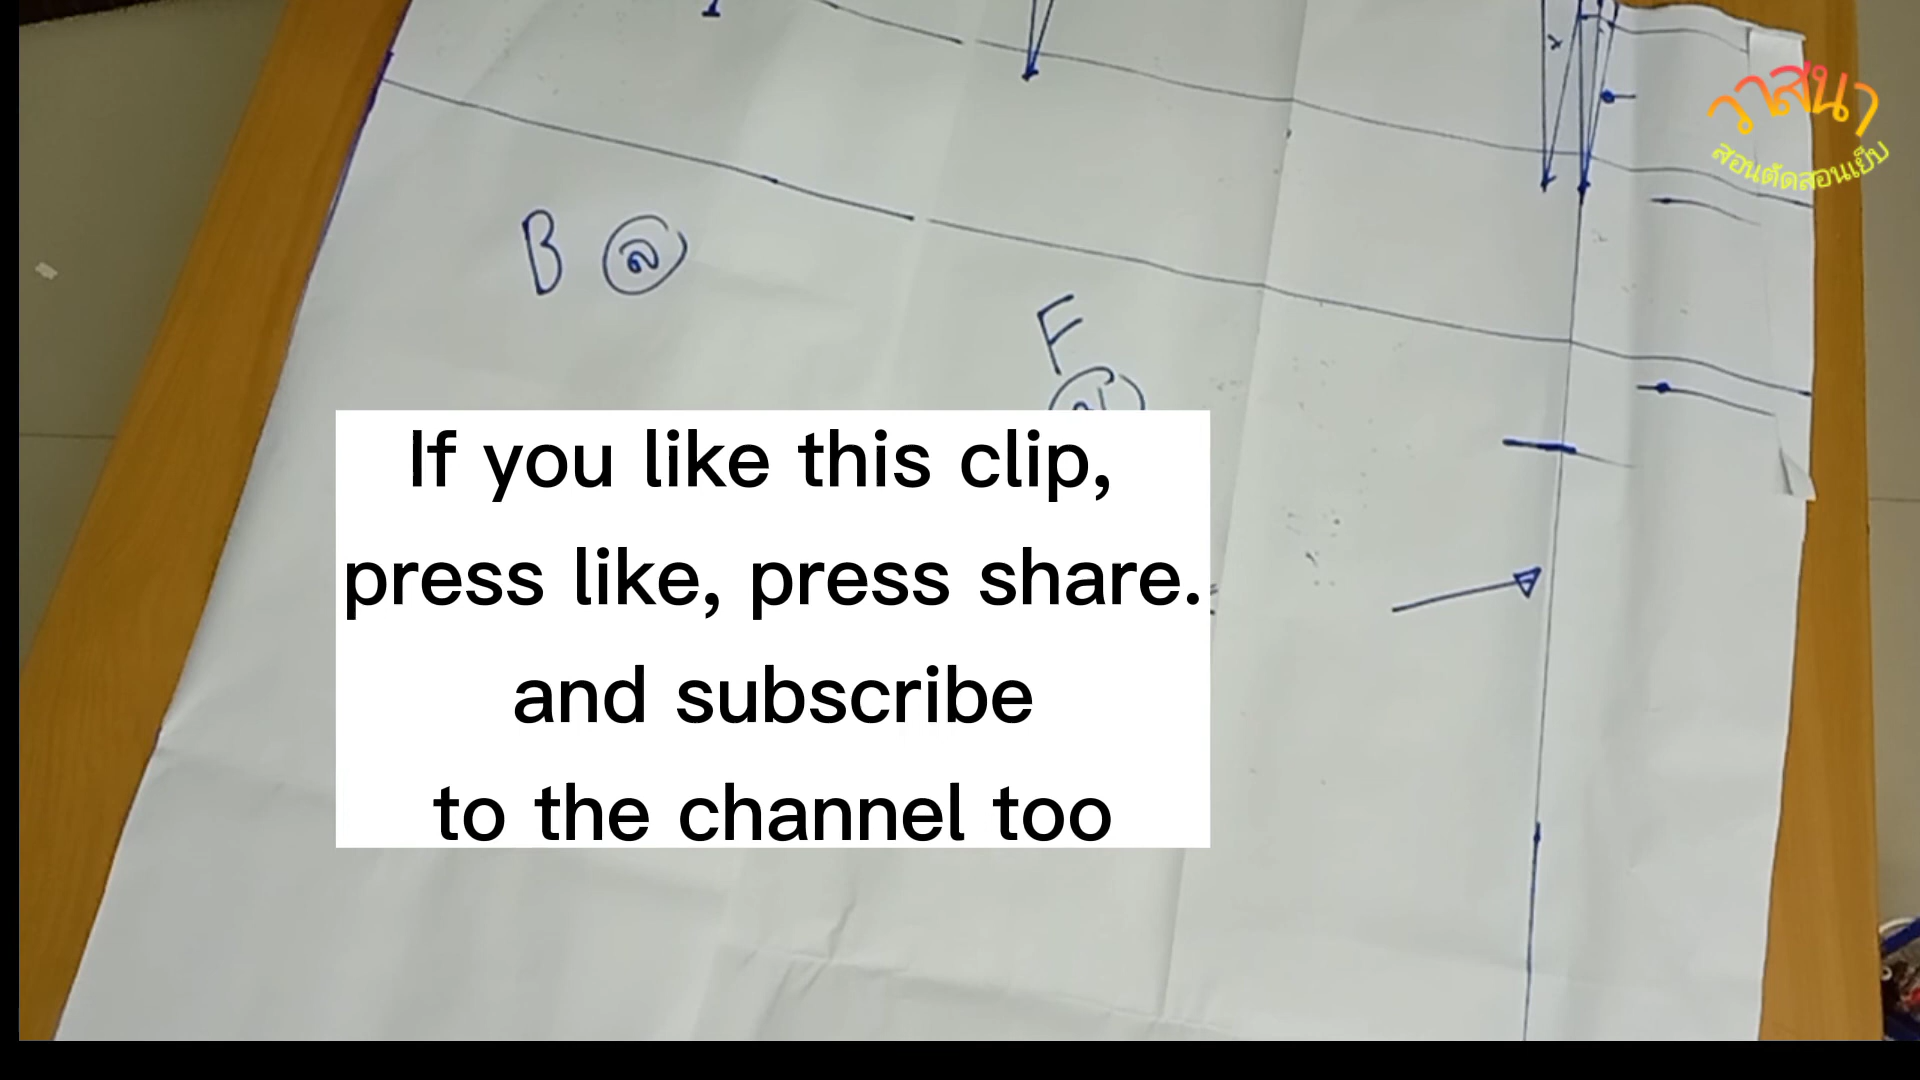 วาสนา
สอนตัดสอนเย็บ
B ล
F
If you like this clip,
press like, press share.
and subscribe
to the channel too